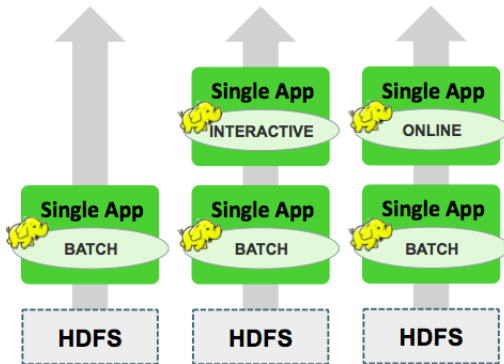 Single App
INTERACTIVE
Single App
ONLINE
Single App
BATCH
Single App
BATCH
Single App
BATCH
HDFS
HDFS
HDFS